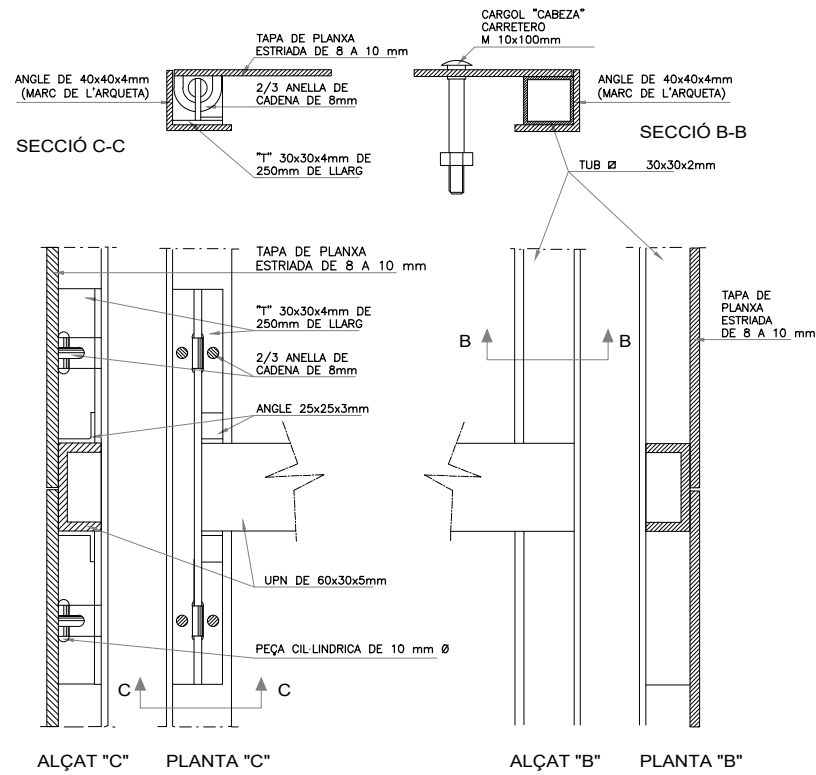 TAPA DE PLANXA
ESTRIADA DE 8 A 10 mm
ANGLE DE 40x40x4mm
(MARC DE L'ARQUETA)
2/3 ANELLA DE
CADENA DE 8mm
SECCIÓ C-C
"T" 30x30x4mm DE
250mm DE LLARG
CARGOL "CABEZA"
CARRETERO
M 10x100mm
ANGLE DE 40x40x4mm
(MARC DE L'ARQUETA)
SECCIÓ B-B
TUB ⍁ 30x30x2mm
TAPA DE PLANXA
ESTRIADA DE 8 A 10 mm
"T" 30x30x4mm DE
250mm DE LLARG
2/3 ANELLA DE
CADENA DE 8mm
ANGLE 25x25x3mm
UPN DE 60x30x5mm
PEÇA CIL·LINDRICA DE 10 mm Ø
C
C
B
B
TAPA DE
PLANXA
ESTRIADA
DE 8 A 10 mm
ALÇAT "C"
PLANTA "C"
ALÇAT "B"
PLANTA "B"